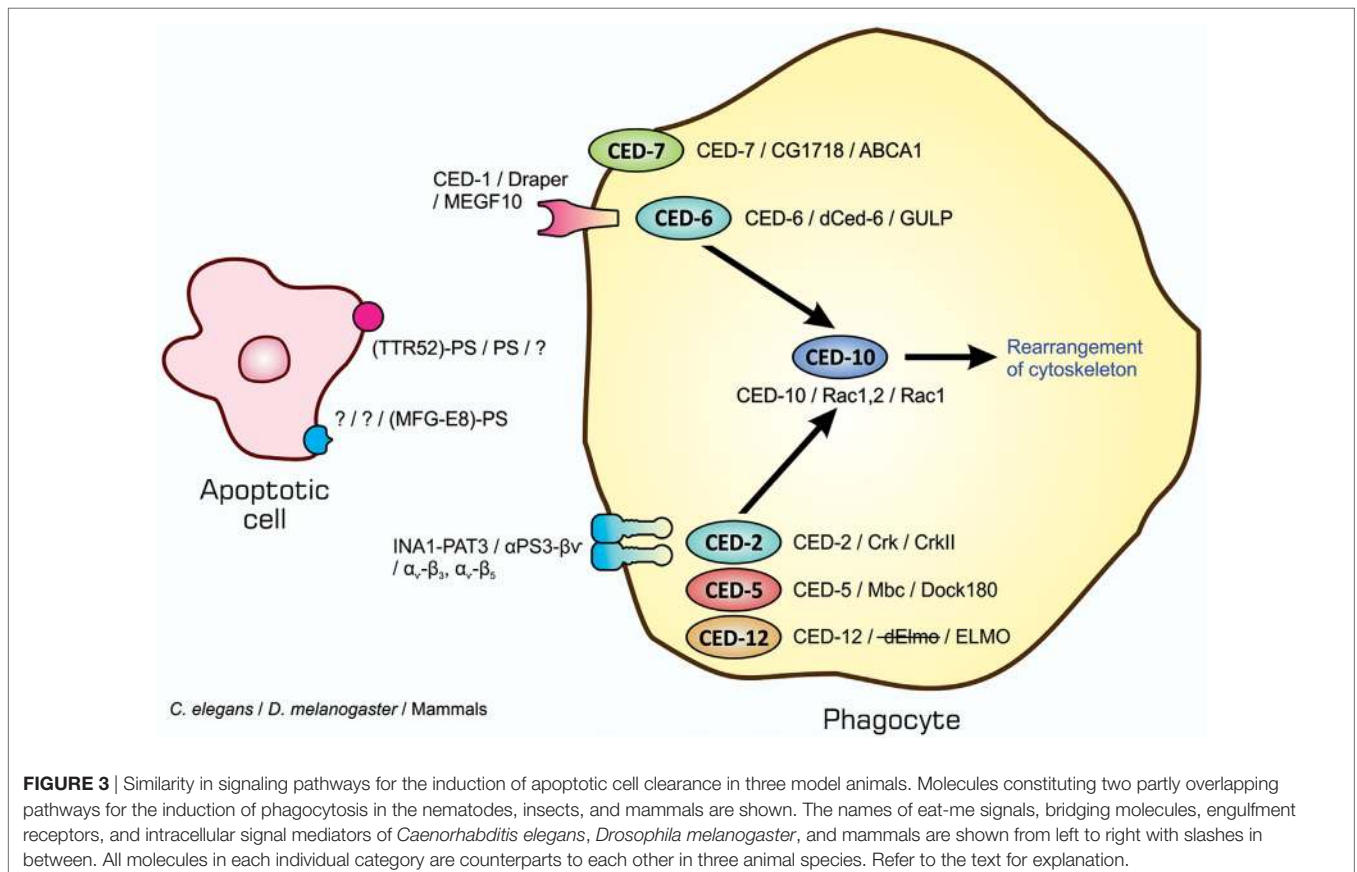 CED-7
CED-7 / CG1718 / ABCA1
CED-1 / Draper
/ MEGF10
CED-6
CED-6 / dCed-6 / GULP
(TTR52)-PS / PS / ?
CED-10
Rearrangement
of cytoskeleton
CED-10 / Rac1,2 / Rac1
? / ? / (MFG-E8)-PS
Apoptotic
cell
INA1-PAT3 / αPS3-βν
/ αᵥ-β₃, αᵥ-β₅
CED-2
CED-2 / Crk / CrkII
CED-5
CED-5 / Mbc / Dock180
CED-12
CED-12 / dElmo / ELMO
C. elegans / D. melanogaster / Mammals
Phagocyte
FIGURE 3 | Similarity in signaling pathways for the induction of apoptotic cell clearance in three model animals. Molecules constituting two partly overlapping
pathways for the induction of phagocytosis in the nematodes, insects, and mammals are shown. The names of eat-me signals, bridging molecules, engulfment
receptors, and intracellular signal mediators of Caenorhabditis elegans, Drosophila melanogaster, and mammals are shown from left to right with slashes in
between. All molecules in each individual category are counterparts to each other in three animal species. Refer to the text for explanation.